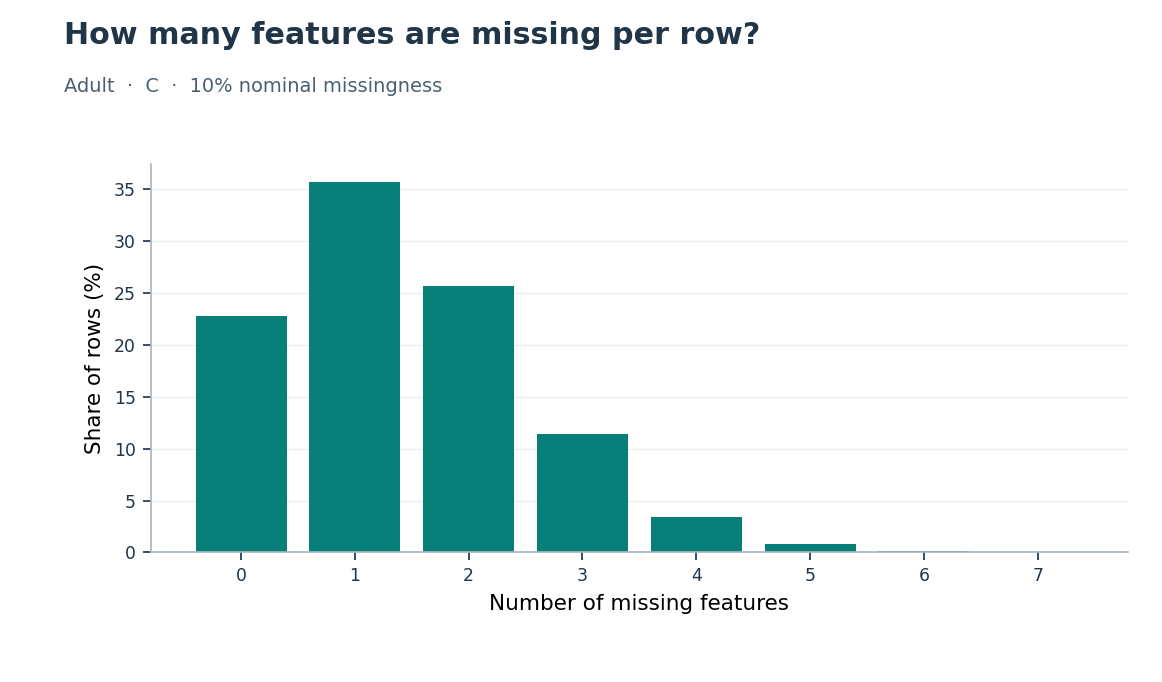 How many features are missing per row?
Adult · C · 10% nominal missingness
Share of rows (%)
35
30
25
20
15
10
5
0
0 1 2 3 4 5 6 7
Number of missing features